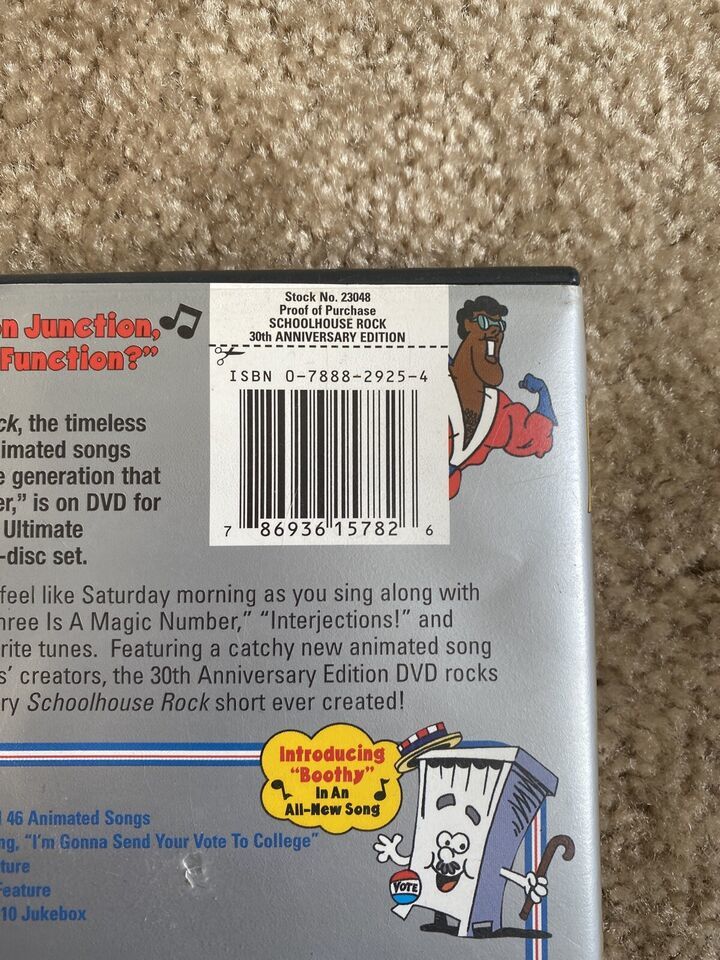 n Junction,
Function?”
Stock No. 23048
Proof of Purchase
SCHOOLHOUSE ROCK
30th ANNIVERSARY EDITION
ISBN 0-7888-2925-4
7 86936 15782 6
ck, the timeless
imated songs
e generation that
er,” is on DVD for
Ultimate
-disc set.
feel like Saturday morning as you sing along with
hree Is A Magic Number,” “Interjections!” and
rite tunes. Featuring a catchy new animated song
s’ creators, the 30th Anniversary Edition DVD rocks
ry Schoolhouse Rock short ever created!
Introducing
“Boothy”
In An
All-New Song
l 46 Animated Songs
ng, “I’m Gonna Send Your Vote To College”
ture
Feature
10 Jukebox
VOTE